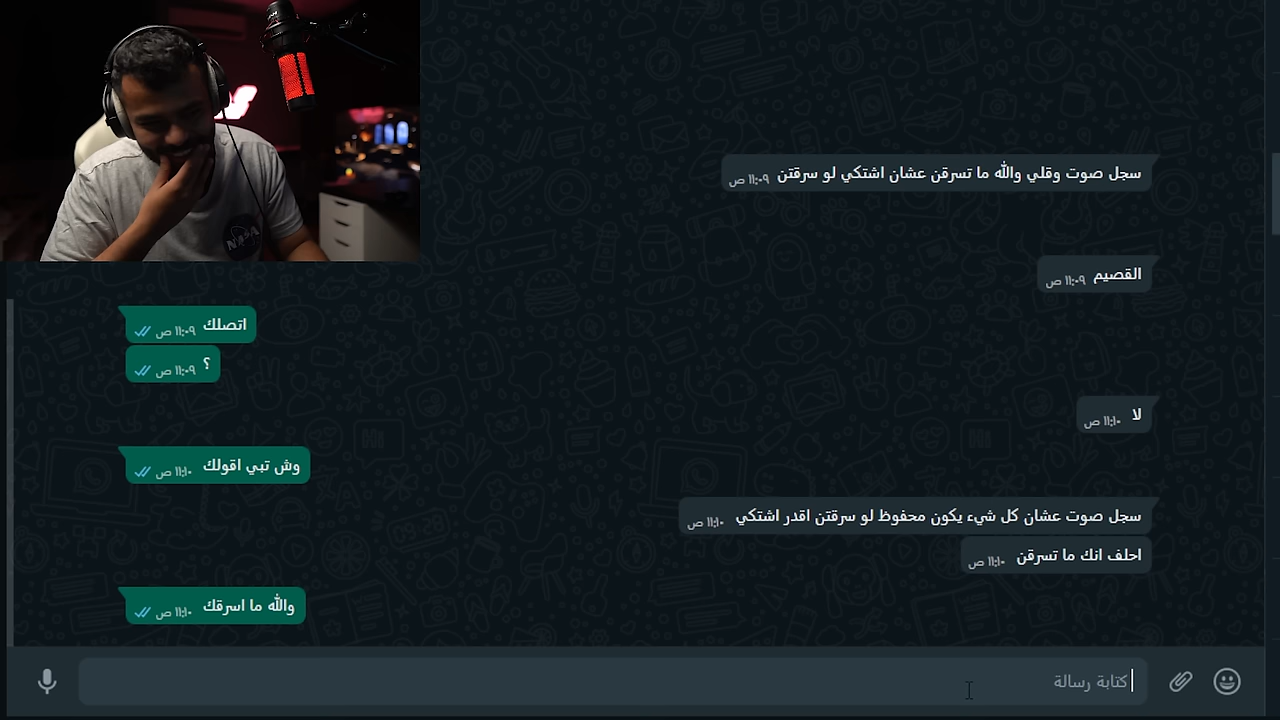 سجل صوت وقلي والله ما تسرقن عشان اشتكي لو سرقتن ١١:٠٩ ص
القصيم ١١:٠٩ ص
اتصلك ١١:٠٩ ص
؟ ١١:٠٩ ص
لا ١١:١٠ ص
وش تبي اقولك ١١:١٠ ص
سجل صوت عشان كل شيء يكون محفوظ لو سرقتن اقدر اشتكي ١١:١٠ ص
احلف انك ما تسرقن ١١:١٠ ص
والله ما اسرقك ١١:١٠ ص
كتابة رسالة
NASA